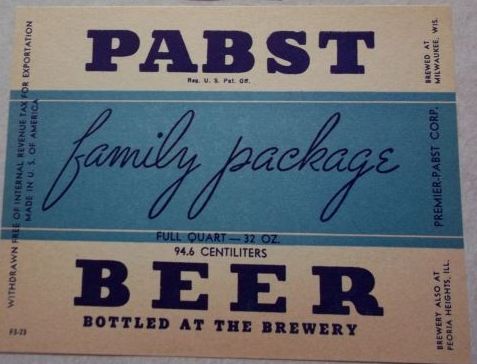 PABST
Reg. U. S. Pat. Off.
family package
FULL QUART — 32 OZ.
94.6 CENTILITERS
BEER
BOTTLED AT THE BREWERY
WITHDRAWN FREE OF INTERNAL REVENUE TAX FOR EXPORTATION
MADE IN U. S. OF AMERICA
BREWED AT
MILWAUKEE, WIS.
PREMIER-PABST CORP.
BREWERY ALSO AT
PEORIA HEIGHTS, ILL.